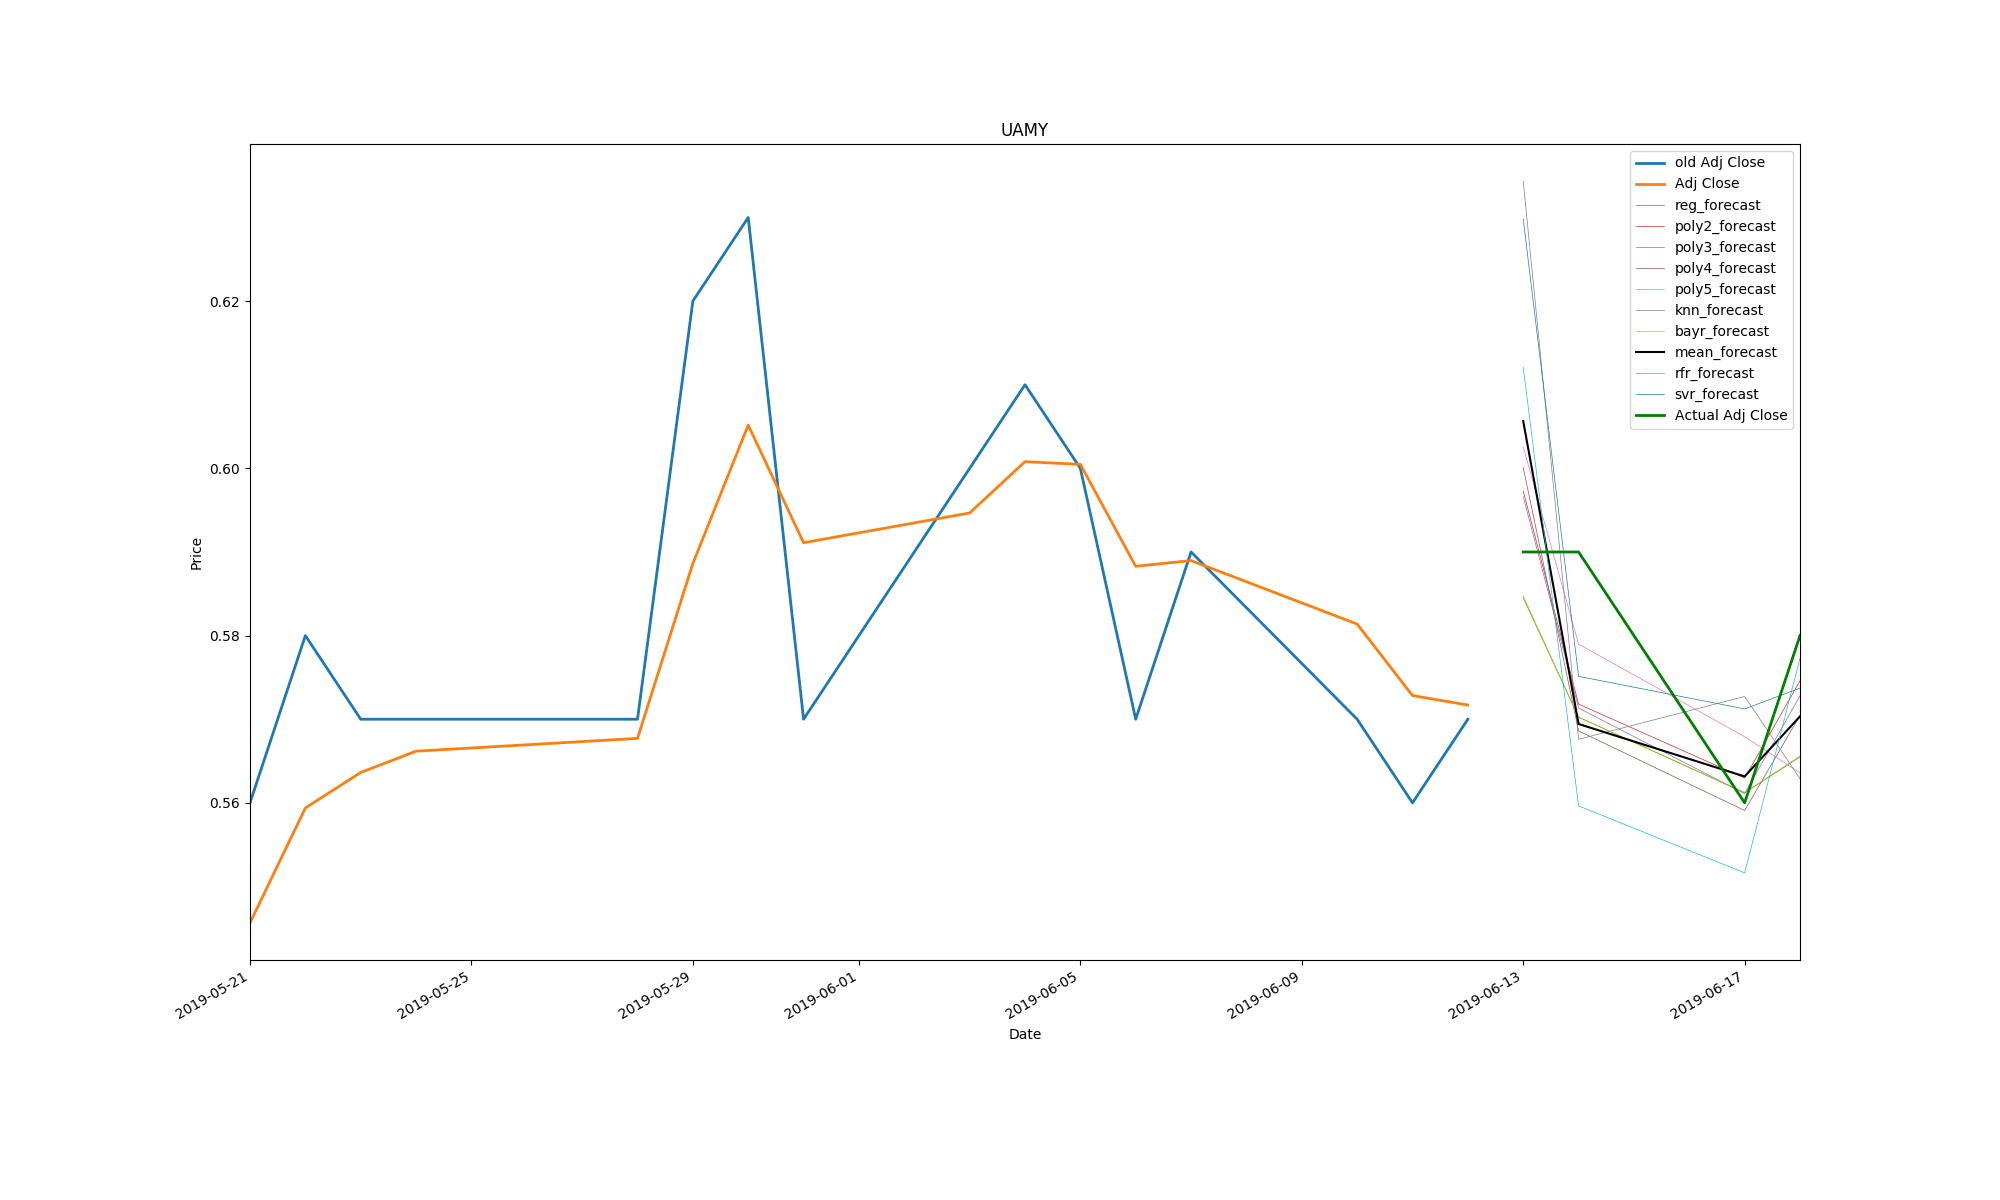 UAMY
old Adj Close
Adj Close
reg_forecast
poly2_forecast
poly3_forecast
poly4_forecast
poly5_forecast
knn_forecast
bayr_forecast
mean_forecast
rfr_forecast
svr_forecast
Actual Adj Close
0.62
0.60
0.58
0.56
Price
2019-05-21
2019-05-25
2019-05-29
2019-06-01
2019-06-05
2019-06-09
2019-06-13
2019-06-17
Date